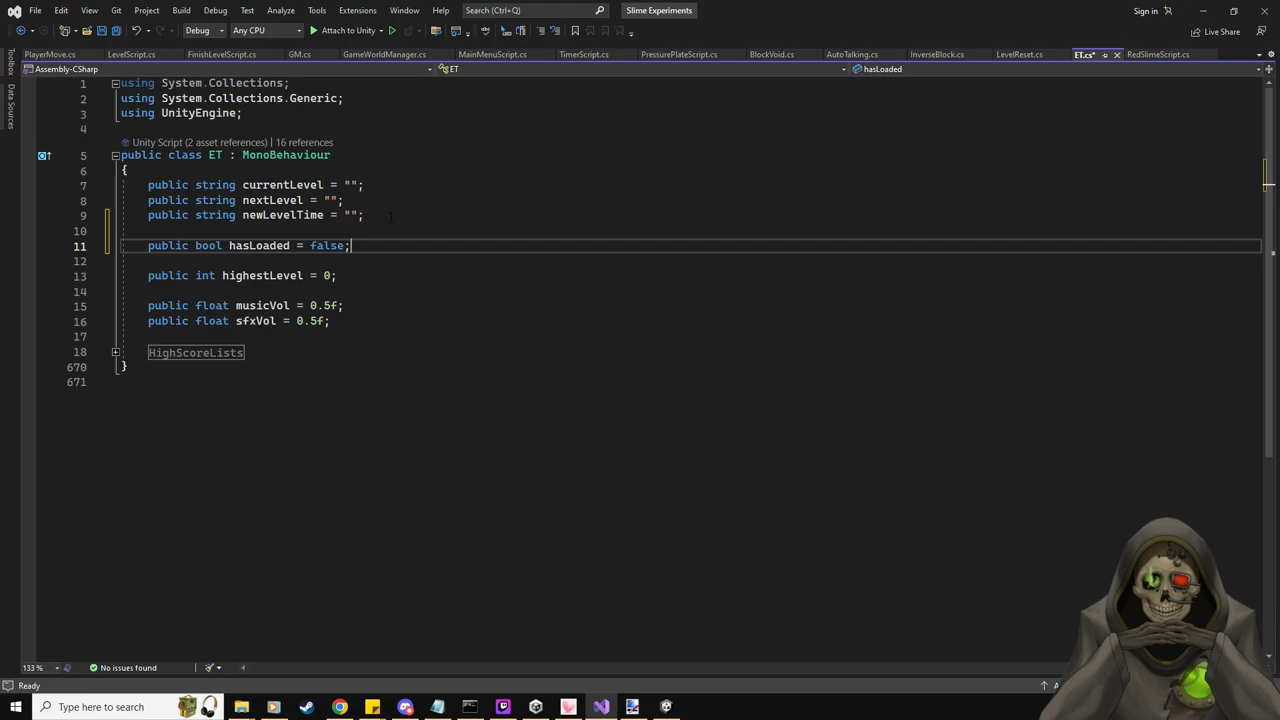 File Edit View Git Project Build Debug Test Analyze Tools Extensions Window Help Search (Ctrl+Q) Slime Experiments Sign in
Debug Any CPU Attach to Unity Live Share
PlayerMove.cs LevelScript.cs FinishLevelScript.cs GM.cs GameWorldManager.cs MainMenuScript.cs TimerScript.cs PressurePlateScript.cs BlockVoid.cs AutoTalking.cs InverseBlock.cs LevelReset.cs ET.cs* RedSlimeScript.cs
Toolbox
Data Sources
Assembly-CSharp ET hasLoaded
1 using System.Collections;
2 using System.Collections.Generic;
3 using UnityEngine;
4
Unity Script (2 asset references) | 16 references
5 public class ET : MonoBehaviour
6 {
7 public string currentLevel = "";
8 public string nextLevel = "";
9 public string newLevelTime = "";
10
11 public bool hasLoaded = false;
12
13 public int highestLevel = 0;
14
15 public float musicVol = 0.5f;
16 public float sfxVol = 0.5f;
17
18 HighScoreLists
670 }
671
133 % No issues found
Ready
Type here to search